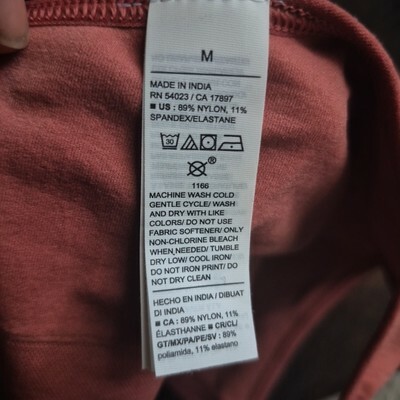 M
MADE IN INDIA
RN 54023 / CA 17897
■ US : 89% NYLON, 11%
SPANDEX/ELASTANE
30
®
1166
MACHINE WASH COLD
GENTLE CYCLE/ WASH
AND DRY WITH LIKE
COLORS/ DO NOT USE
FABRIC SOFTENER/ ONLY
NON-CHLORINE BLEACH
WHEN NEEDED/ TUMBLE
DRY LOW/ COOL IRON/
DO NOT IRON PRINT/ DO
NOT DRY CLEAN
HECHO EN INDIA / DIBUAT
DI INDIA
■ CA : 89% NYLON, 11%
ÉLASTHANNE ■ CR/CL/
GT/MX/PA/PE/SV : 89%
poliamida, 11% elastano